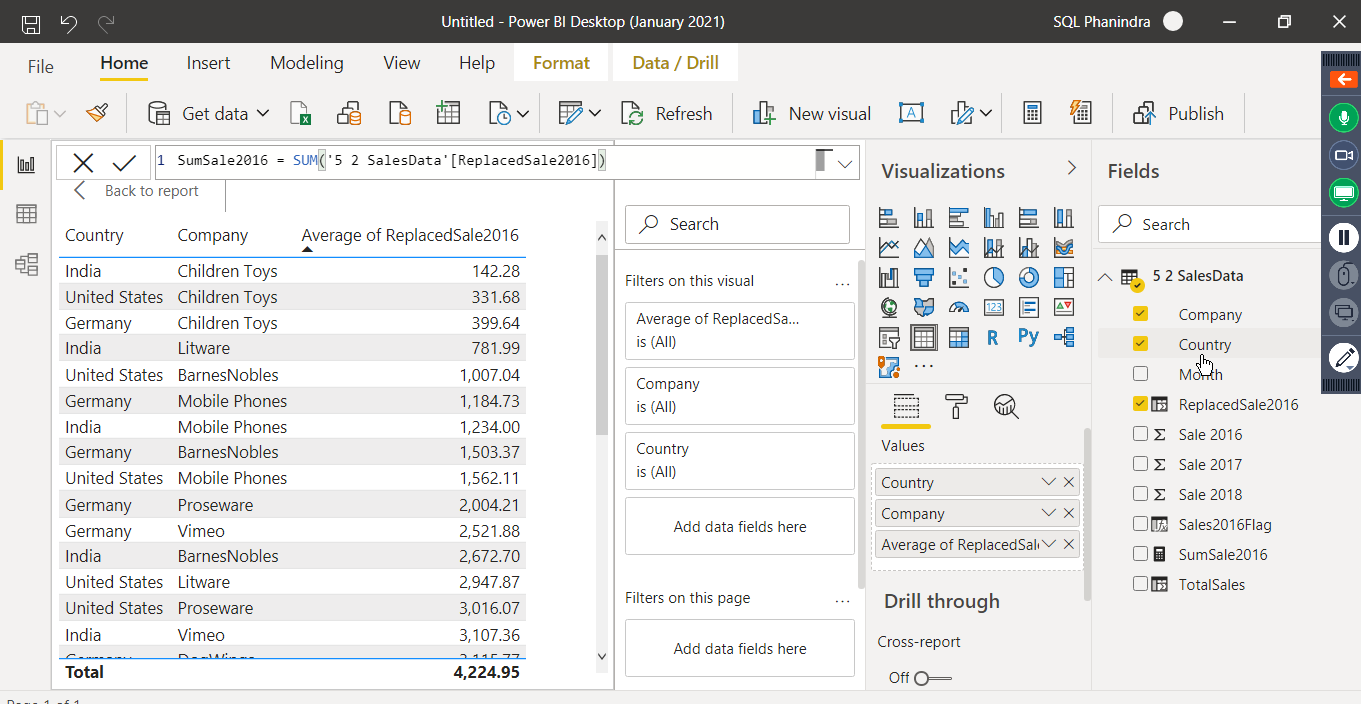 Untitled - Power BI Desktop (January 2021)
SQL Phanindra
File
Home
Insert
Modeling
View
Help
Format
Data / Drill
Get data
Refresh
New visual
Publish
1 SumSale2016 = SUM('5 2 SalesData'[ReplacedSale2016])
Back to report
Country Company Average of ReplacedSale2016
India Children Toys 142.28
United States Children Toys 331.68
Germany Children Toys 399.64
India Litware 781.99
United States BarnesNobles 1,007.04
Germany Mobile Phones 1,184.73
India Mobile Phones 1,234.00
Germany BarnesNobles 1,503.37
United States Mobile Phones 1,562.11
Germany Proseware 2,004.21
Germany Vimeo 2,521.88
India BarnesNobles 2,672.70
United States Litware 2,947.87
United States Proseware 3,016.07
India Vimeo 3,107.36
Total 4,224.95
Search
Filters on this visual ...
Average of ReplacedSa...
is (All)
Company
is (All)
Country
is (All)
Add data fields here
Filters on this page ...
Add data fields here
Visualizations
123
R
Py
...
Values
Country
Company
Average of ReplacedSal
Drill through
Cross-report
Off
Fields
Search
5 2 SalesData
Company
Country
Month
ReplacedSale2016
Σ Sale 2016
Σ Sale 2017
Σ Sale 2018
Sales2016Flag
SumSale2016
TotalSales
Page 1 of 1